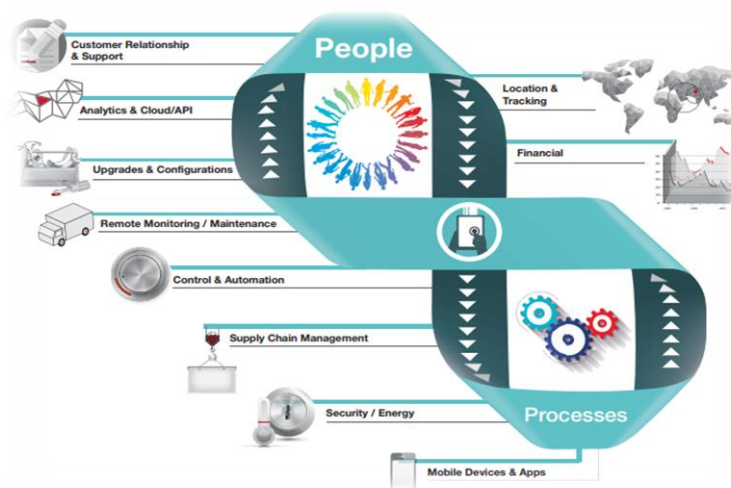 People
Customer Relationship
& Support
Location &
Tracking
Analytics & Cloud/API
Financial
Upgrades & Configurations
Remote Monitoring / Maintenance
Control & Automation
Supply Chain Management
Security / Energy
Processes
Mobile Devices & Apps